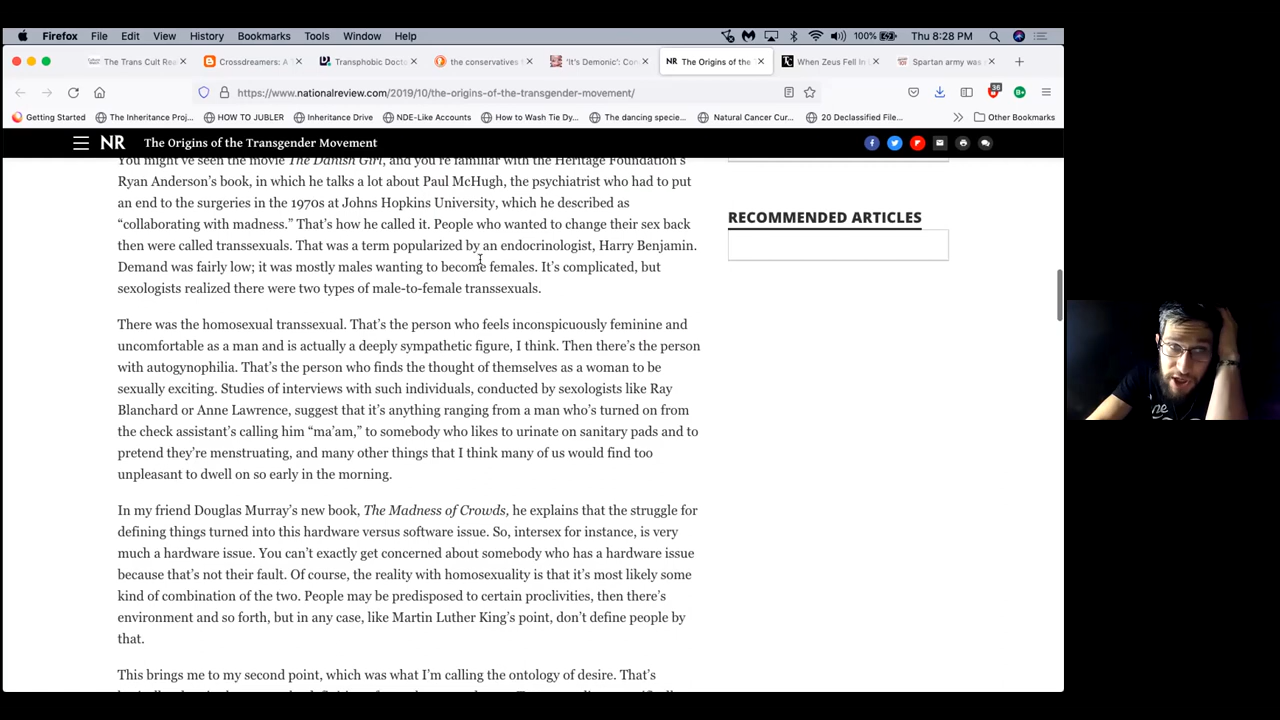 Firefox File Edit View History Bookmarks Tools Window Help 100% Thu 8:28 PM
The Trans Cult Rea Crossdreamers: A T Transphobic Docto the conservatives 'It's Demonic': Con NR The Origins of the When Zeus Fell In L Spartan army was
https://www.nationalreview.com/2019/10/the-origins-of-the-transgender-movement/ 36
Getting Started The Inheritance Proj... HOW TO JUBLER Inheritance Drive NDE-Like Accounts How to Wash Tie Dy... The dancing specie... Natural Cancer Cur... 20 Declassified File... Other Bookmarks
NR The Origins of the Transgender Movement
You might've seen the movie The Danish Girl, and you're familiar with the Heritage Foundation's
Ryan Anderson's book, in which he talks a lot about Paul McHugh, the psychiatrist who had to put
an end to the surgeries in the 1970s at Johns Hopkins University, which he described as
“collaborating with madness.” That's how he called it. People who wanted to change their sex back
then were called transsexuals. That was a term popularized by an endocrinologist, Harry Benjamin.
Demand was fairly low; it was mostly males wanting to become females. It's complicated, but
sexologists realized there were two types of male-to-female transsexuals.
There was the homosexual transsexual. That's the person who feels inconspicuously feminine and
uncomfortable as a man and is actually a deeply sympathetic figure, I think. Then there's the person
with autogynophilia. That's the person who finds the thought of themselves as a woman to be
sexually exciting. Studies of interviews with such individuals, conducted by sexologists like Ray
Blanchard or Anne Lawrence, suggest that it's anything ranging from a man who's turned on from
the check assistant's calling him “ma'am,” to somebody who likes to urinate on sanitary pads and to
pretend they're menstruating, and many other things that I think many of us would find too
unpleasant to dwell on so early in the morning.
In my friend Douglas Murray's new book, The Madness of Crowds, he explains that the struggle for
defining things turned into this hardware versus software issue. So, intersex for instance, is very
much a hardware issue. You can't exactly get concerned about somebody who has a hardware issue
because that's not their fault. Of course, the reality with homosexuality is that it's most likely some
kind of combination of the two. People may be predisposed to certain proclivities, then there's
environment and so forth, but in any case, like Martin Luther King's point, don't define people by
that.
This brings me to my second point, which was what I'm calling the ontology of desire. That's
RECOMMENDED ARTICLES